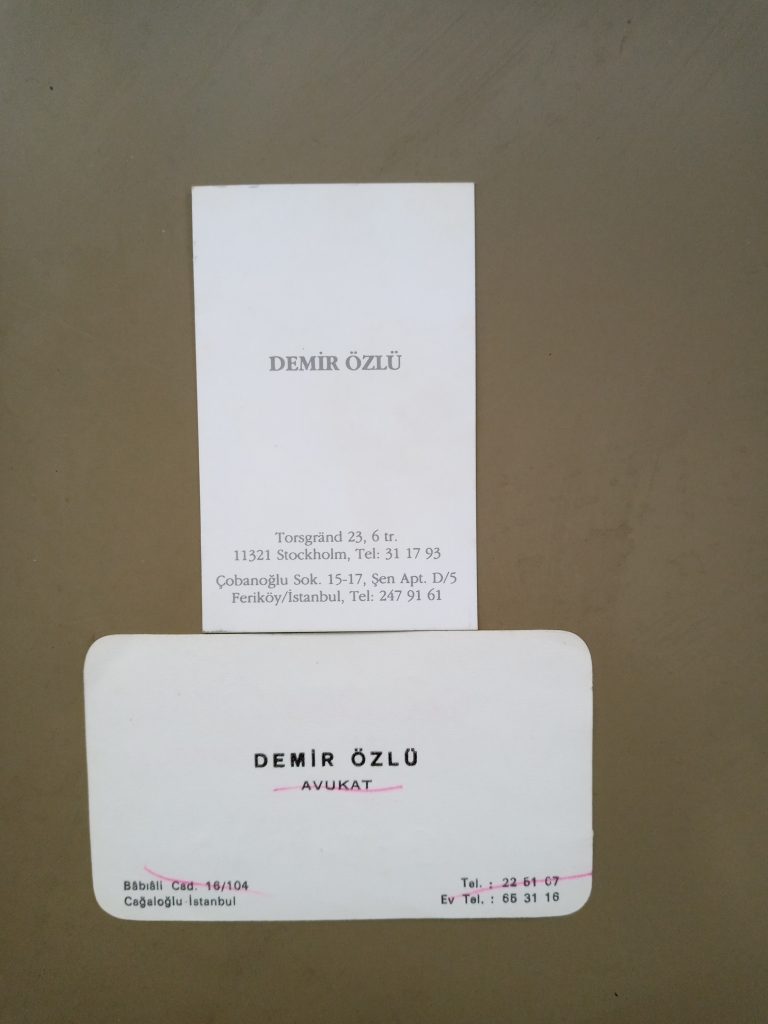 DEMİR ÖZLÜ
Torsgränd 23, 6 tr.
11321 Stockholm, Tel: 31 17 93
Çobanoğlu Sok. 15-17, Şen Apt. D/5
Feriköy/İstanbul, Tel: 247 91 61
DEMİR ÖZLÜ
AVUKAT
Bâbıâli Cad. 16/104
Cağaloğlu-İstanbul
Tel. : 22 51 67
Ev Tel. : 65 31 16